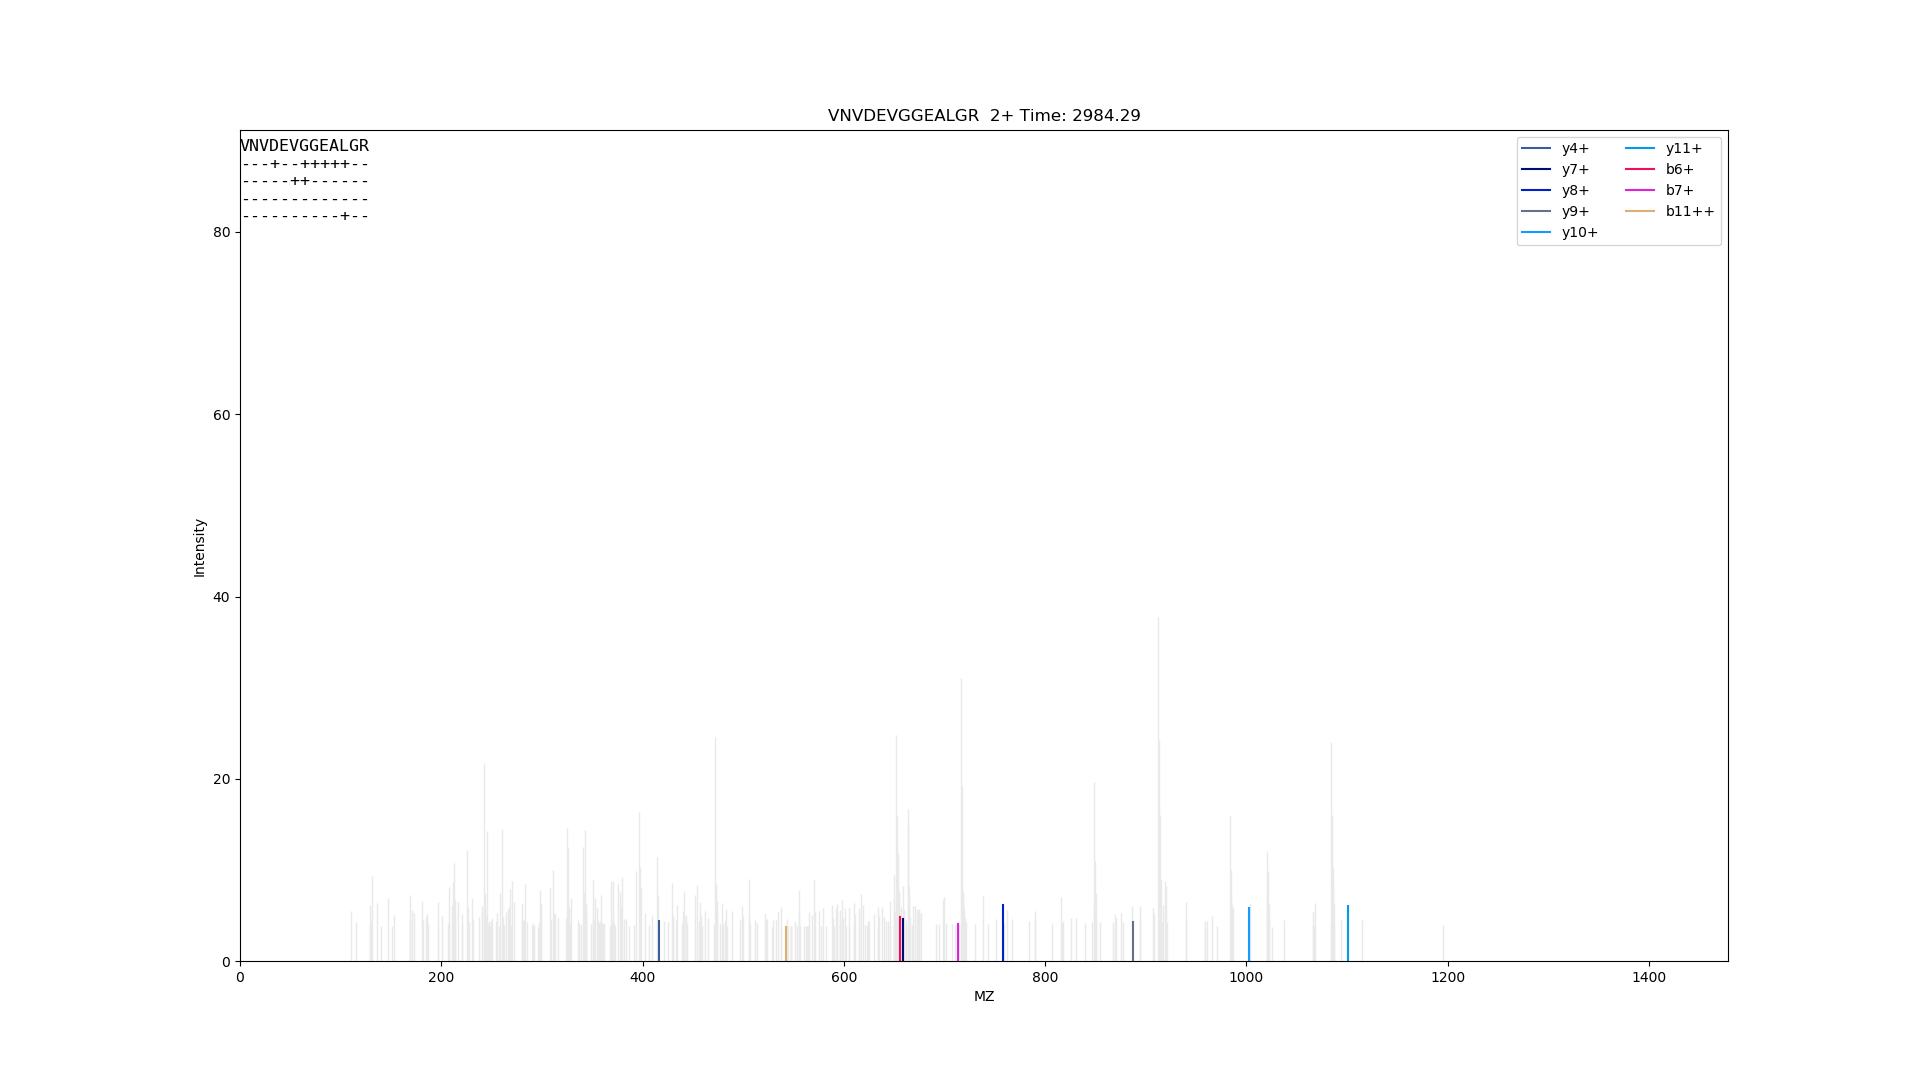 VNVDEVGGEALGR  2+ Time: 2984.29
VNVDEVGGEALGR
---+--+++++--
-----++------
-------------
----------+--
y4+
y7+
y8+
y9+
y10+
y11+
b6+
b7+
b11++
80
60
40
20
0
Intensity
0 200 400 600 800 1000 1200 1400
MZ